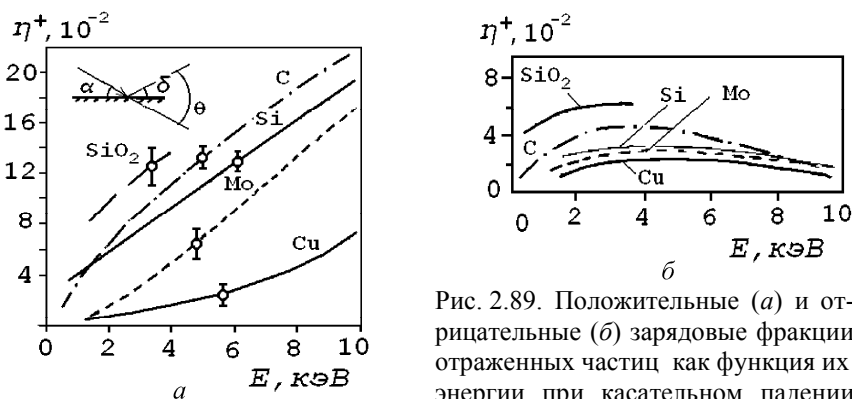 η⁺, 10⁻²
20
16
12
8
4
0 2 4 6 8 10
E, кэВ
α δ θ
C
Si
SiO₂
Mo
Cu
а
η⁺, 10⁻²
8
4
0
SiO₂
Si Mo
C
Cu
0 2 4 6 8 10
E, кэВ
б
Рис. 2.89. Положительные (а) и от-
рицательные (б) зарядовые фракции
отраженных частиц как функция их
энергии при касательном падении